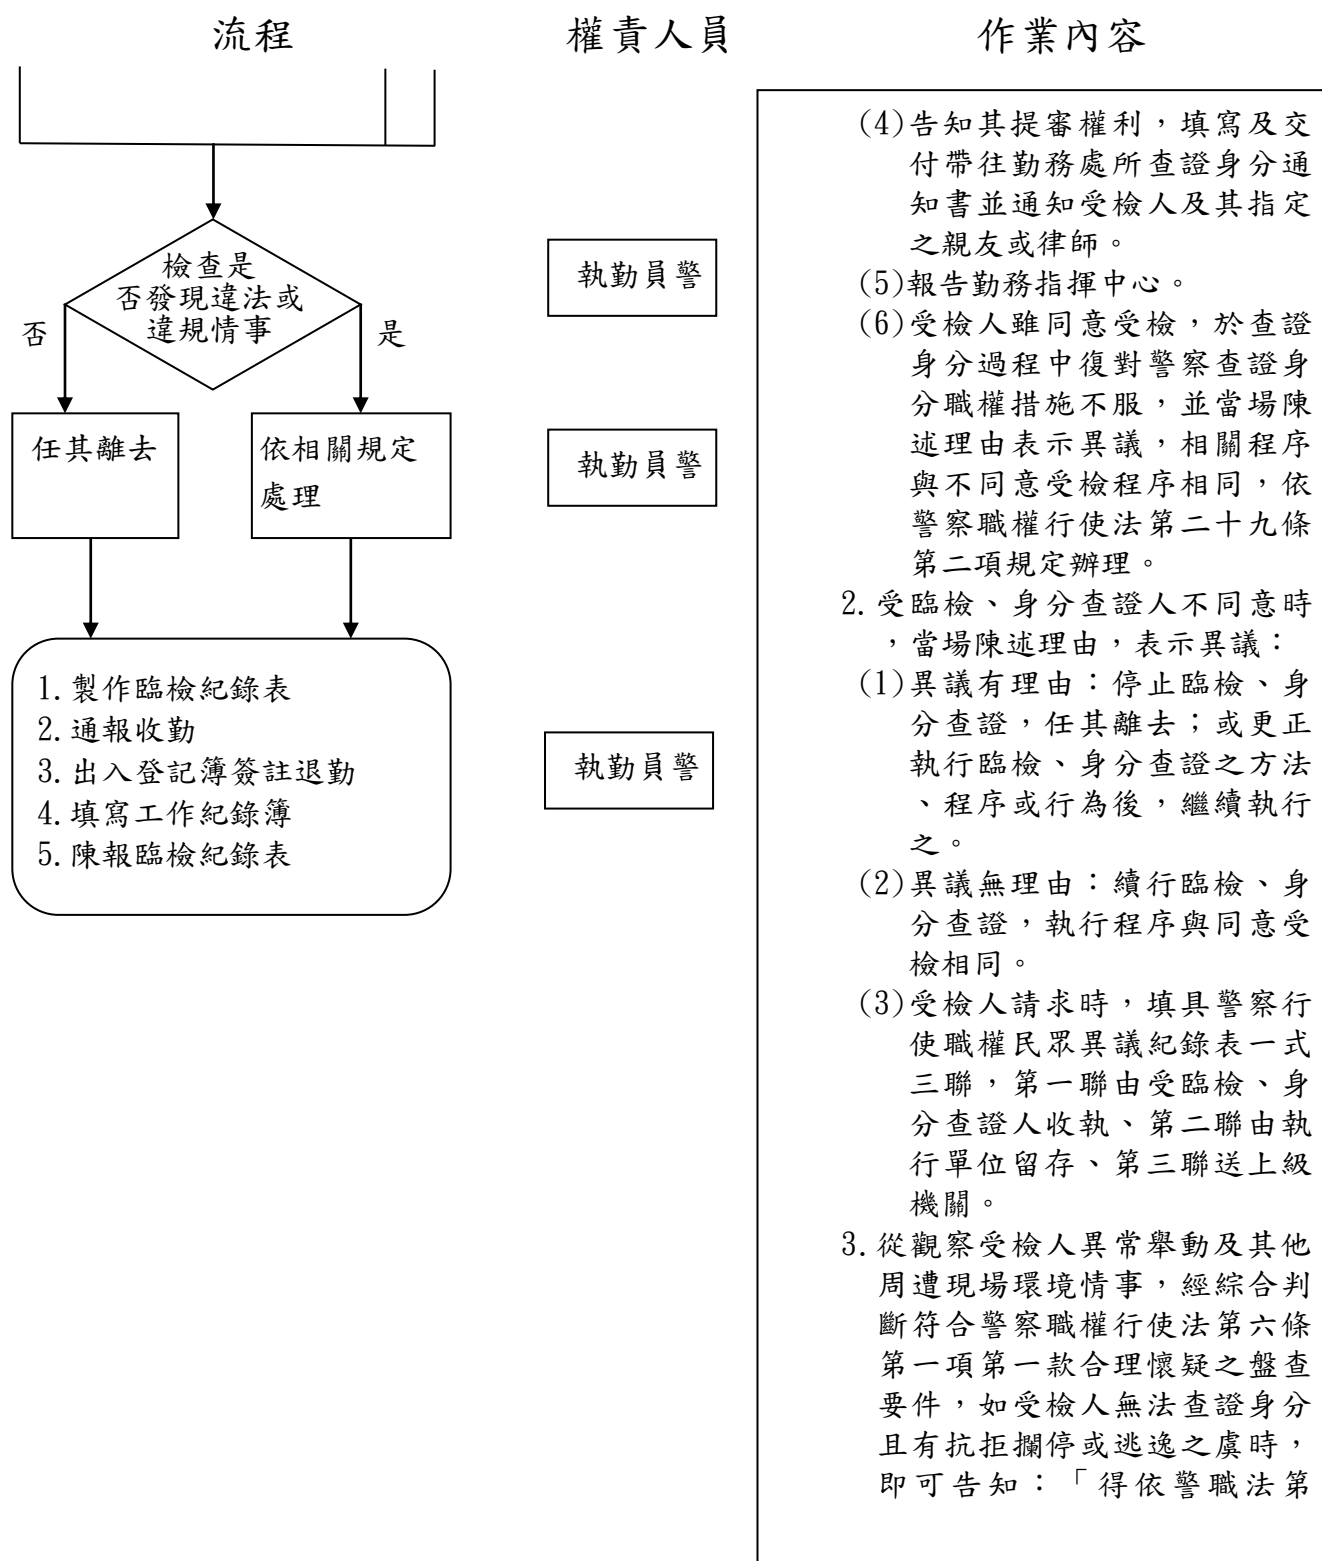 流程
權責人員
作業內容
檢查是
否發現違法或
違規情事
否
是
任其離去
依相關規定
處理
1.製作臨檢紀錄表
2.通報收勤
3.出入登記簿簽註退勤
4.填寫工作紀錄簿
5.陳報臨檢紀錄表
執勤員警
執勤員警
執勤員警
(4)告知其提審權利，填寫及交
付帶往勤務處所查證身分通
知書並通知受檢人及其指定
之親友或律師。
(5)報告勤務指揮中心。
(6)受檢人雖同意受檢，於查證
身分過程中復對警察查證身
分職權措施不服，並當場陳
述理由表示異議，相關程序
與不同意受檢程序相同，依
警察職權行使法第二十九條
第二項規定辦理。
2.受臨檢、身分查證人不同意時
，當場陳述理由，表示異議：
(1)異議有理由：停止臨檢、身
分查證，任其離去；或更正
執行臨檢、身分查證之方法
、程序或行為後，繼續執行
之。
(2)異議無理由：續行臨檢、身
分查證，執行程序與同意受
檢相同。
(3)受檢人請求時，填具警察行
使職權民眾異議紀錄表一式
三聯，第一聯由受臨檢、身
分查證人收執、第二聯由執
行單位留存、第三聯送上級
機關。
3.從觀察受檢人異常舉動及其他
周遭現場環境情事，經綜合判
斷符合警察職權行使法第六條
第一項第一款合理懷疑之盤查
要件，如受檢人無法查證身分
且有抗拒攔停或逃逸之虞時，
即可告知：「得依警職法第